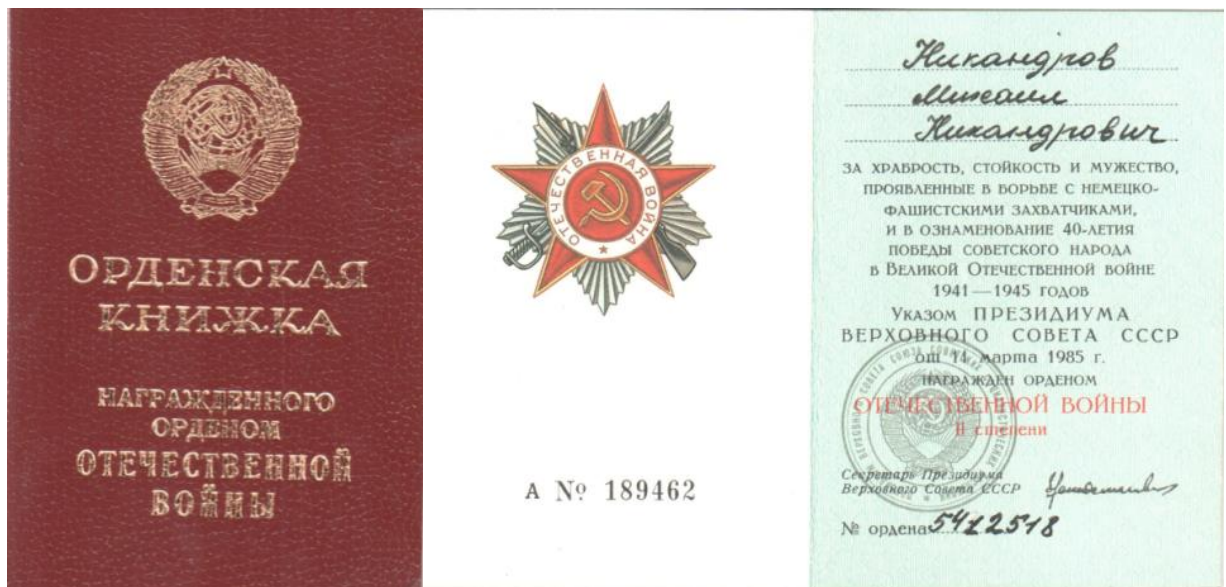 ОРДЕНСКАЯ
КНИЖКА
НАГРАЖДЕННОГО
ОРДЕНОМ
ОТЕЧЕСТВЕННОЙ
ВОЙНЫ
ОТЕЧЕСТВЕННАЯ ВОЙНА
А № 189462
Никандров
Михаил
Никандрович
ЗА ХРАБРОСТЬ, СТОЙКОСТЬ И МУЖЕСТВО,
ПРОЯВЛЕННЫЕ В БОРЬБЕ С НЕМЕЦКО-
ФАШИСТСКИМИ ЗАХВАТЧИКАМИ,
И В ОЗНАМЕНОВАНИЕ 40-ЛЕТИЯ
ПОБЕДЫ СОВЕТСКОГО НАРОДА
В ВЕЛИКОЙ ОТЕЧЕСТВЕННОЙ ВОЙНЕ
1941—1945 ГОДОВ
УКАЗОМ ПРЕЗИДИУМА
ВЕРХОВНОГО СОВЕТА СССР
от 11 марта 1985 г.
НАГРАЖДЕН ОРДЕНОМ
ОТЕЧЕСТВЕННОЙ ВОЙНЫ
II степени
Секретарь Президиума
Верховного Совета СССР
№ ордена 5412518